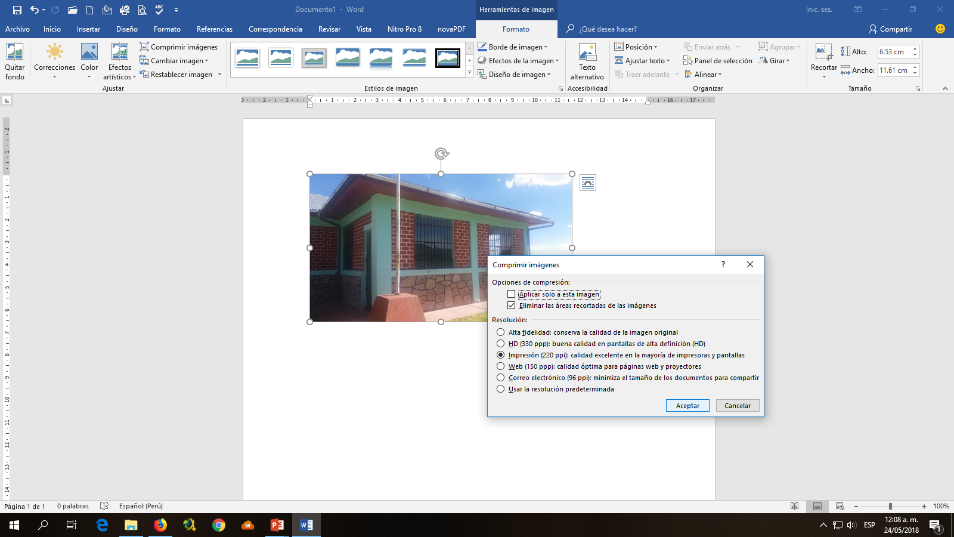 Documento1 - Word
Herramientas de imagen
Inic. ses.
Archivo Inicio Insertar Diseño Formato Referencias Correspondencia Revisar Vista Nitro Pro 8 novaPDF Formato ¿Qué desea hacer? Compartir
Quitar fondo
Correcciones
Color
Efectos artísticos
Comprimir imágenes
Cambiar imagen
Restablecer imagen
Ajustar
Estilos de imagen
Borde de imagen
Efectos de la imagen
Diseño de imagen
Texto alternativo
Accesibilidad
Posición
Ajustar texto
Traer adelante
Enviar atrás
Panel de selección
Alinear
Agrupar
Girar
Organizar
Recortar
Alto: 6.53 cm
Ancho: 11.61 cm
Tamaño
Comprimir imágenes ?
Opciones de compresión:
Aplicar solo a esta imagen
Eliminar las áreas recortadas de las imágenes
Resolución:
Alta fidelidad: conserva la calidad de la imagen original
HD (330 ppp): buena calidad en pantallas de alta definición (HD)
Impresión (220 ppi): calidad excelente en la mayoría de impresoras y pantallas
Web (150 ppp): calidad óptima para páginas web y proyectores
Correo electrónico (96 ppi): minimiza el tamaño de los documentos para compartir
Usar la resolución predeterminada
Aceptar Cancelar
Página 1 de 1 0 palabras Español (Perú) 100%
ESP
12:08 a. m.
24/05/2018